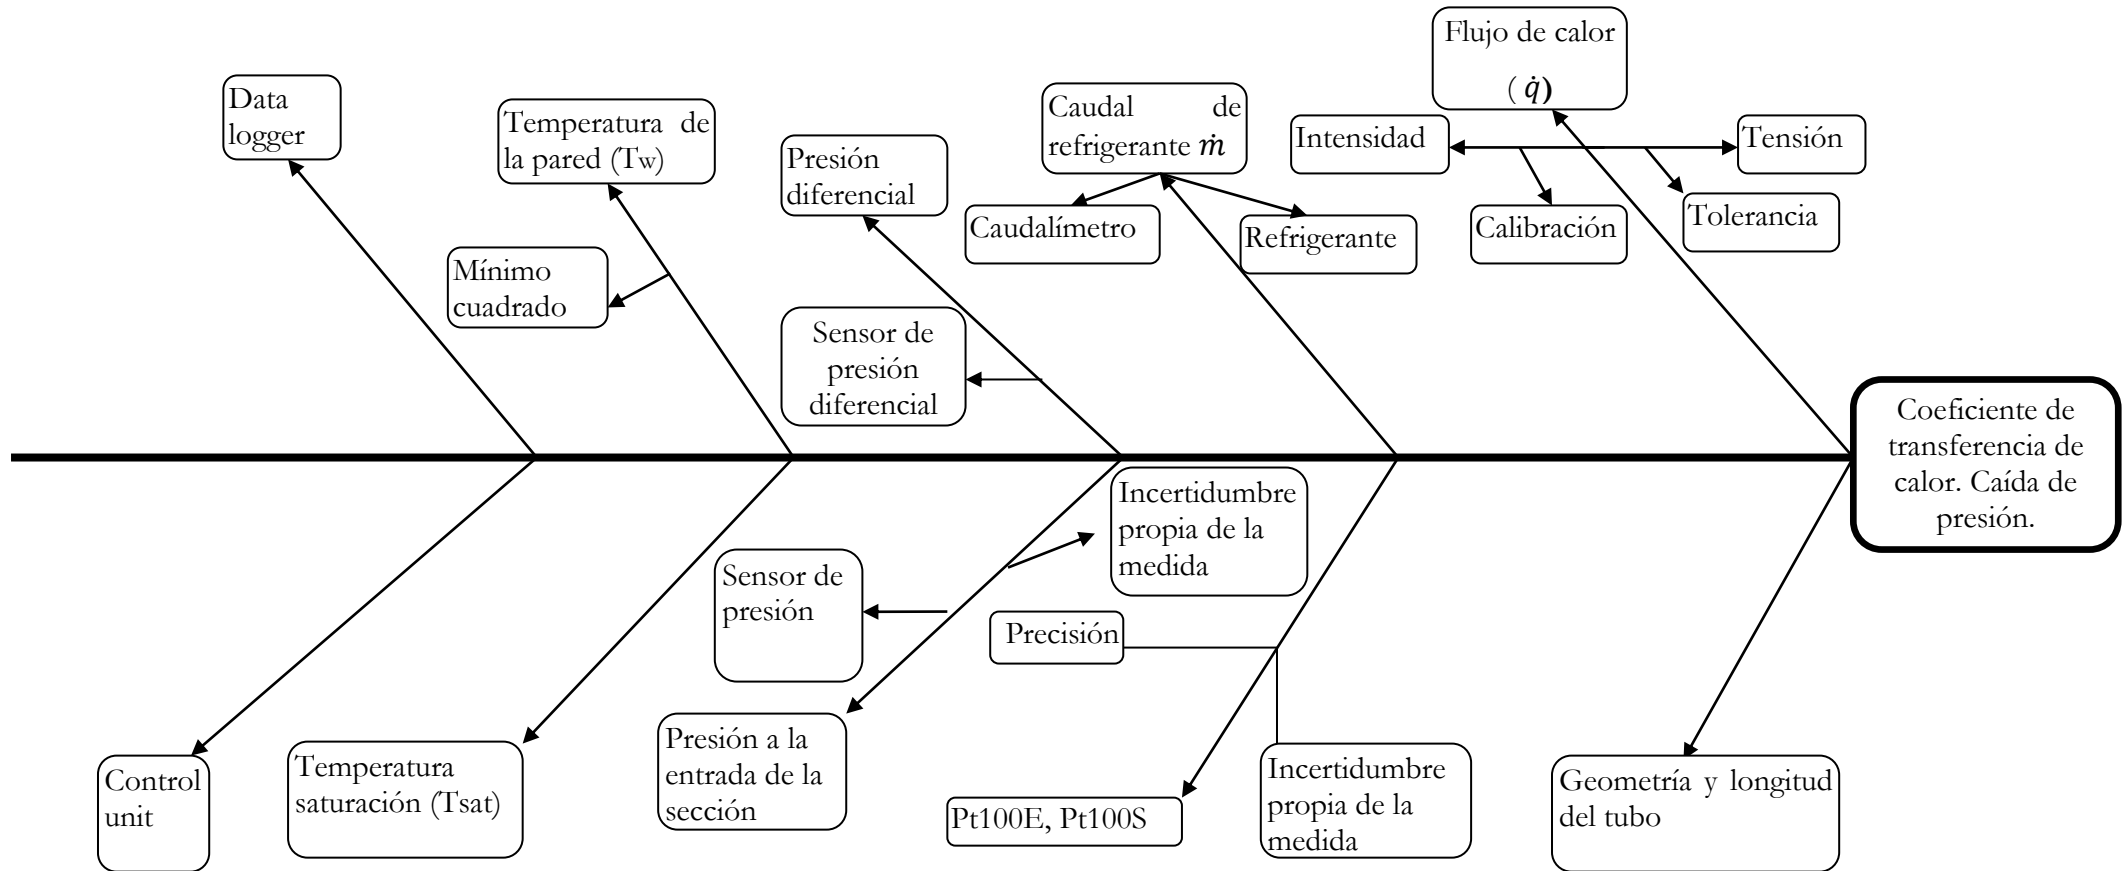 Flujo de calor
( q̇)
Data
logger
Temperatura de
la pared (Tw)
Presión
diferencial
Caudal de
refrigerante ṁ
Intensidad
Tensión
Caudalímetro
Refrigerante
Calibración
Tolerancia
Mínimo
cuadrado
Sensor de
presión
diferencial
Coeficiente de
transferencia de
calor. Caída de
presión.
Incertidumbre
propia de la
medida
Sensor de
presión
Precisión
Control
unit
Temperatura
saturación (Tsat)
Presión a la
entrada de la
sección
Pt100E, Pt100S
Incertidumbre
propia de la
medida
Geometría y longitud
del tubo